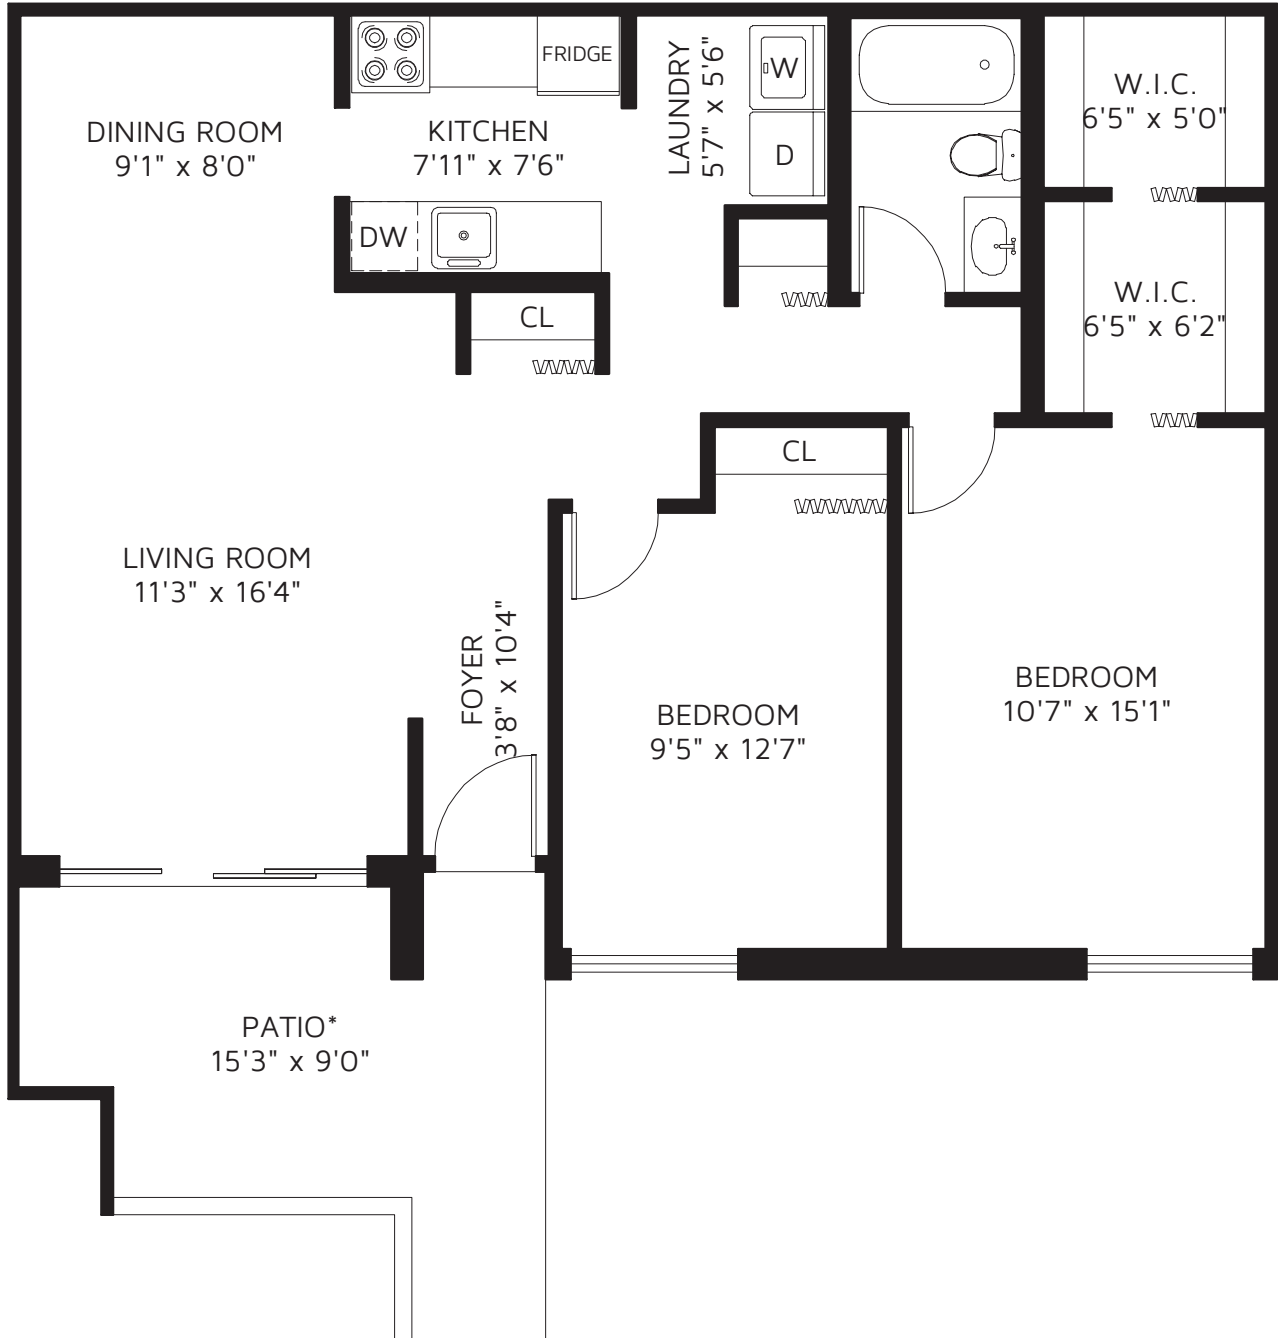 DINING ROOM
9'1" x 8'0"
KITCHEN
7'11" x 7'6"
FRIDGE
DW
LAUNDRY
5'7" x 5'6"
W
D
W.I.C.
6'5" x 5'0"
W.I.C.
6'5" x 6'2"
CL
CL
LIVING ROOM
11'3" x 16'4"
FOYER
3'8" x 10'4"
BEDROOM
9'5" x 12'7"
BEDROOM
10'7" x 15'1"
PATIO*
15'3" x 9'0"